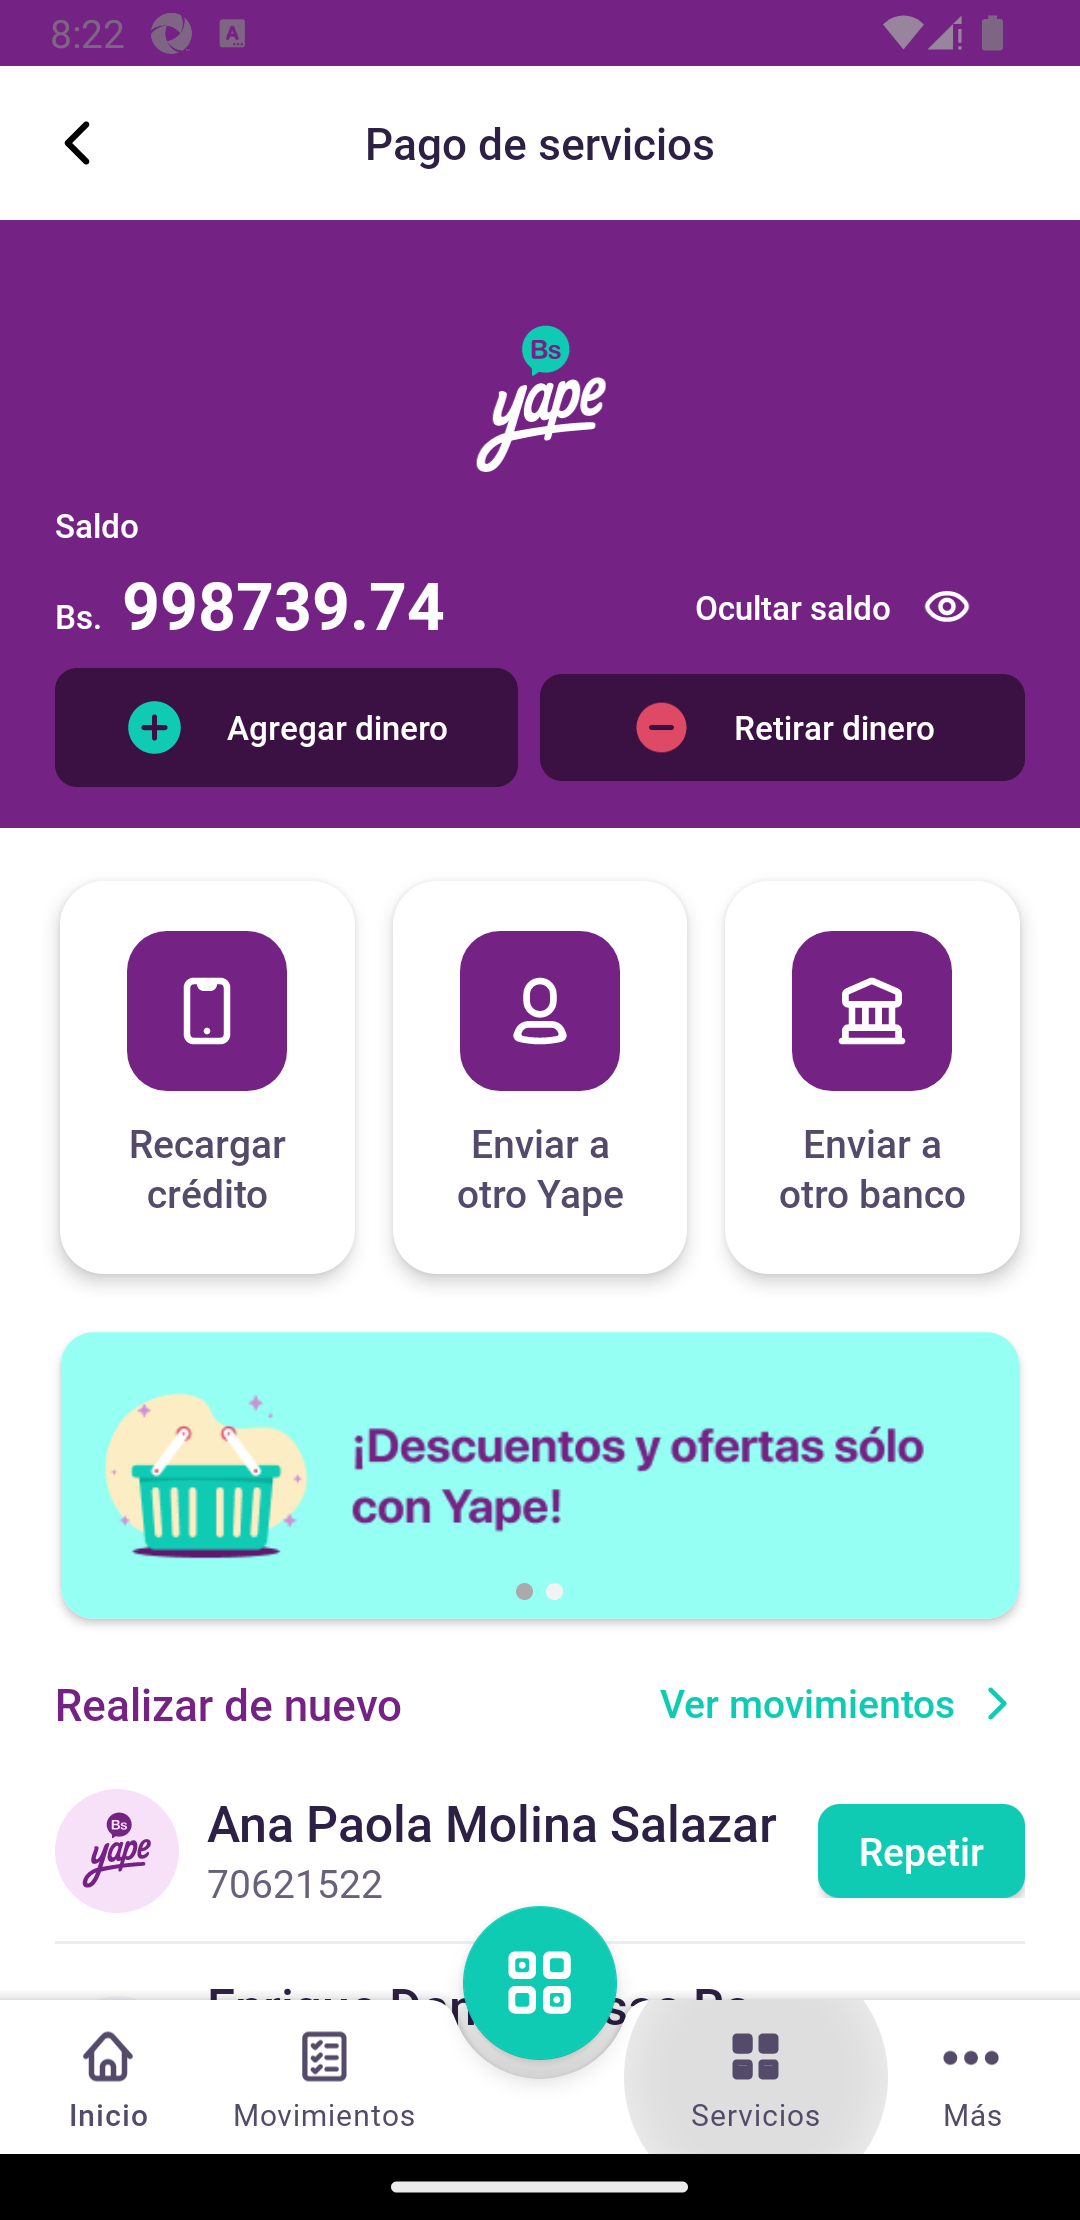 8:22
Pago de servicios
Bs
yape
Saldo
Bs. 998739.74
Ocultar saldo
Agregar dinero
Retirar dinero
Recargar
crédito
Enviar a
otro Yape
Enviar a
otro banco
¡Descuentos y ofertas sólo
con Yape!
Realizar de nuevo
Ver movimientos
Bs
yape
Ana Paola Molina Salazar
70621522
Repetir
Inicio
Movimientos
Servicios
Más